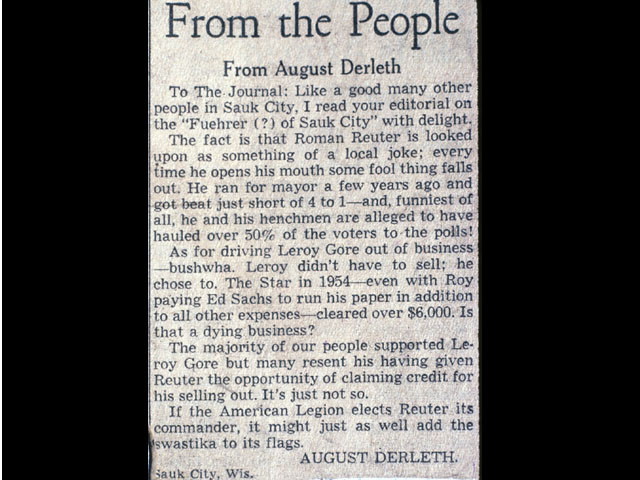 From the People
From August Derleth
To The Journal: Like a good many other
people in Sauk City, I read your editorial on
the "Fuehrer (?) of Sauk City" with delight.
The fact is that Roman Reuter is looked
upon as something of a local joke; every
time he opens his mouth some fool thing falls
out. He ran for mayor a few years ago and
got beat just short of 4 to 1—and, funniest of
all, he and his henchmen are alleged to have
hauled over 50% of the voters to the polls!
As for driving Leroy Gore out of business
—bushwha. Leroy didn't have to sell; he
chose to. The Star in 1954—even with Roy
paying Ed Sachs to run his paper in addition
to all other expenses—cleared over $6,000. Is
that a dying business?
The majority of our people supported Le-
roy Gore but many resent his having given
Reuter the opportunity of claiming credit for
his selling out. It's just not so.
If the American Legion elects Reuter its
commander, it might just as well add the
swastika to its flags.
AUGUST DERLETH.
Sauk City, Wis.